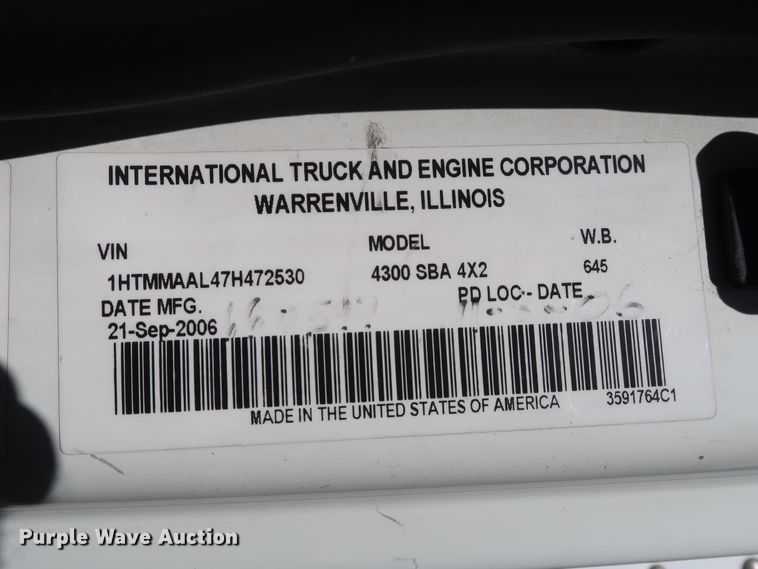 INTERNATIONAL TRUCK AND ENGINE CORPORATION
WARRENVILLE, ILLINOIS
VIN MODEL W.B.
1HTMMAAL47H472530 4300 SBA 4X2 645
DATE MFG. PD LOC - DATE
21-Sep-2006
MADE IN THE UNITED STATES OF AMERICA 3591764C1
Purple Wave Auction